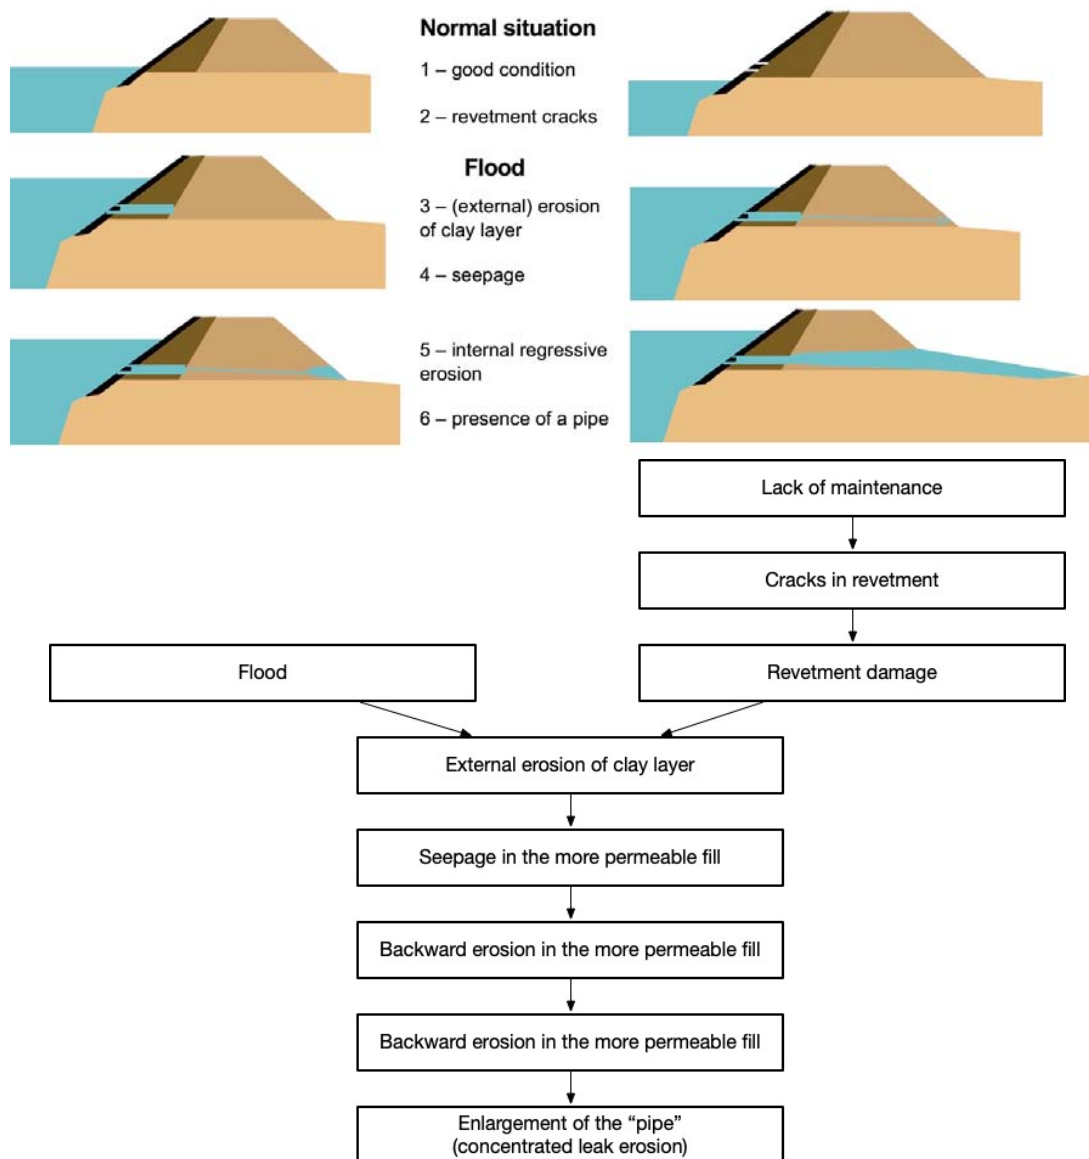 Normal situation
1 – good condition
2 – revetment cracks
Flood
3 – (external) erosion
of clay layer
4 – seepage
5 – internal regressive
erosion
6 – presence of a pipe
Lack of maintenance
Cracks in revetment
Flood
Revetment damage
External erosion of clay layer
Seepage in the more permeable fill
Backward erosion in the more permeable fill
Backward erosion in the more permeable fill
Enlargement of the “pipe”
(concentrated leak erosion)